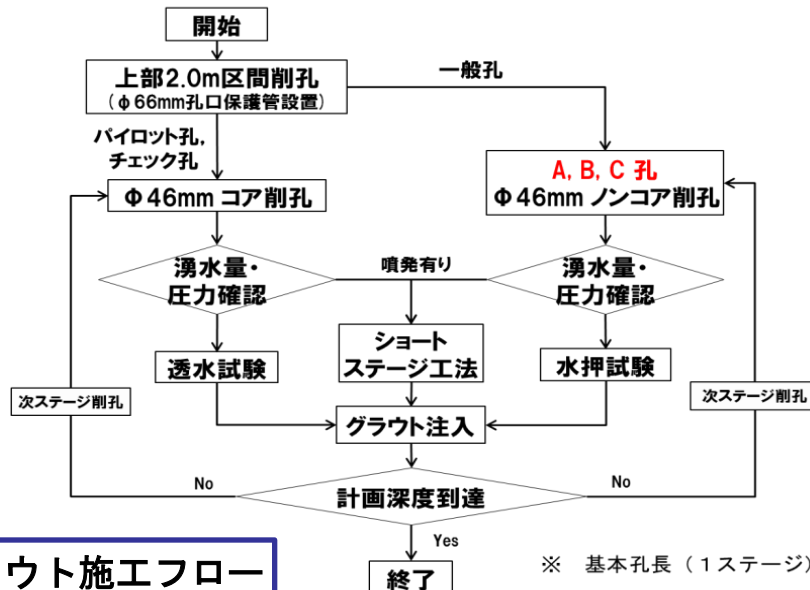 開始
上部2.0m区間削孔
(φ66mm孔口保護管設置)
一般孔
パイロット孔,
チェック孔
A, B, C 孔
Φ46mm コア削孔
Φ46mm ノンコア削孔
湧水量・
圧力確認
噴発有り
湧水量・
圧力確認
ショート
ステージ工法
透水試験
水押試験
次ステージ削孔
次ステージ削孔
グラウト注入
No
計画深度到達
No
Yes
ウト施工フロー
終了
※ 基本孔長(1ステージ)